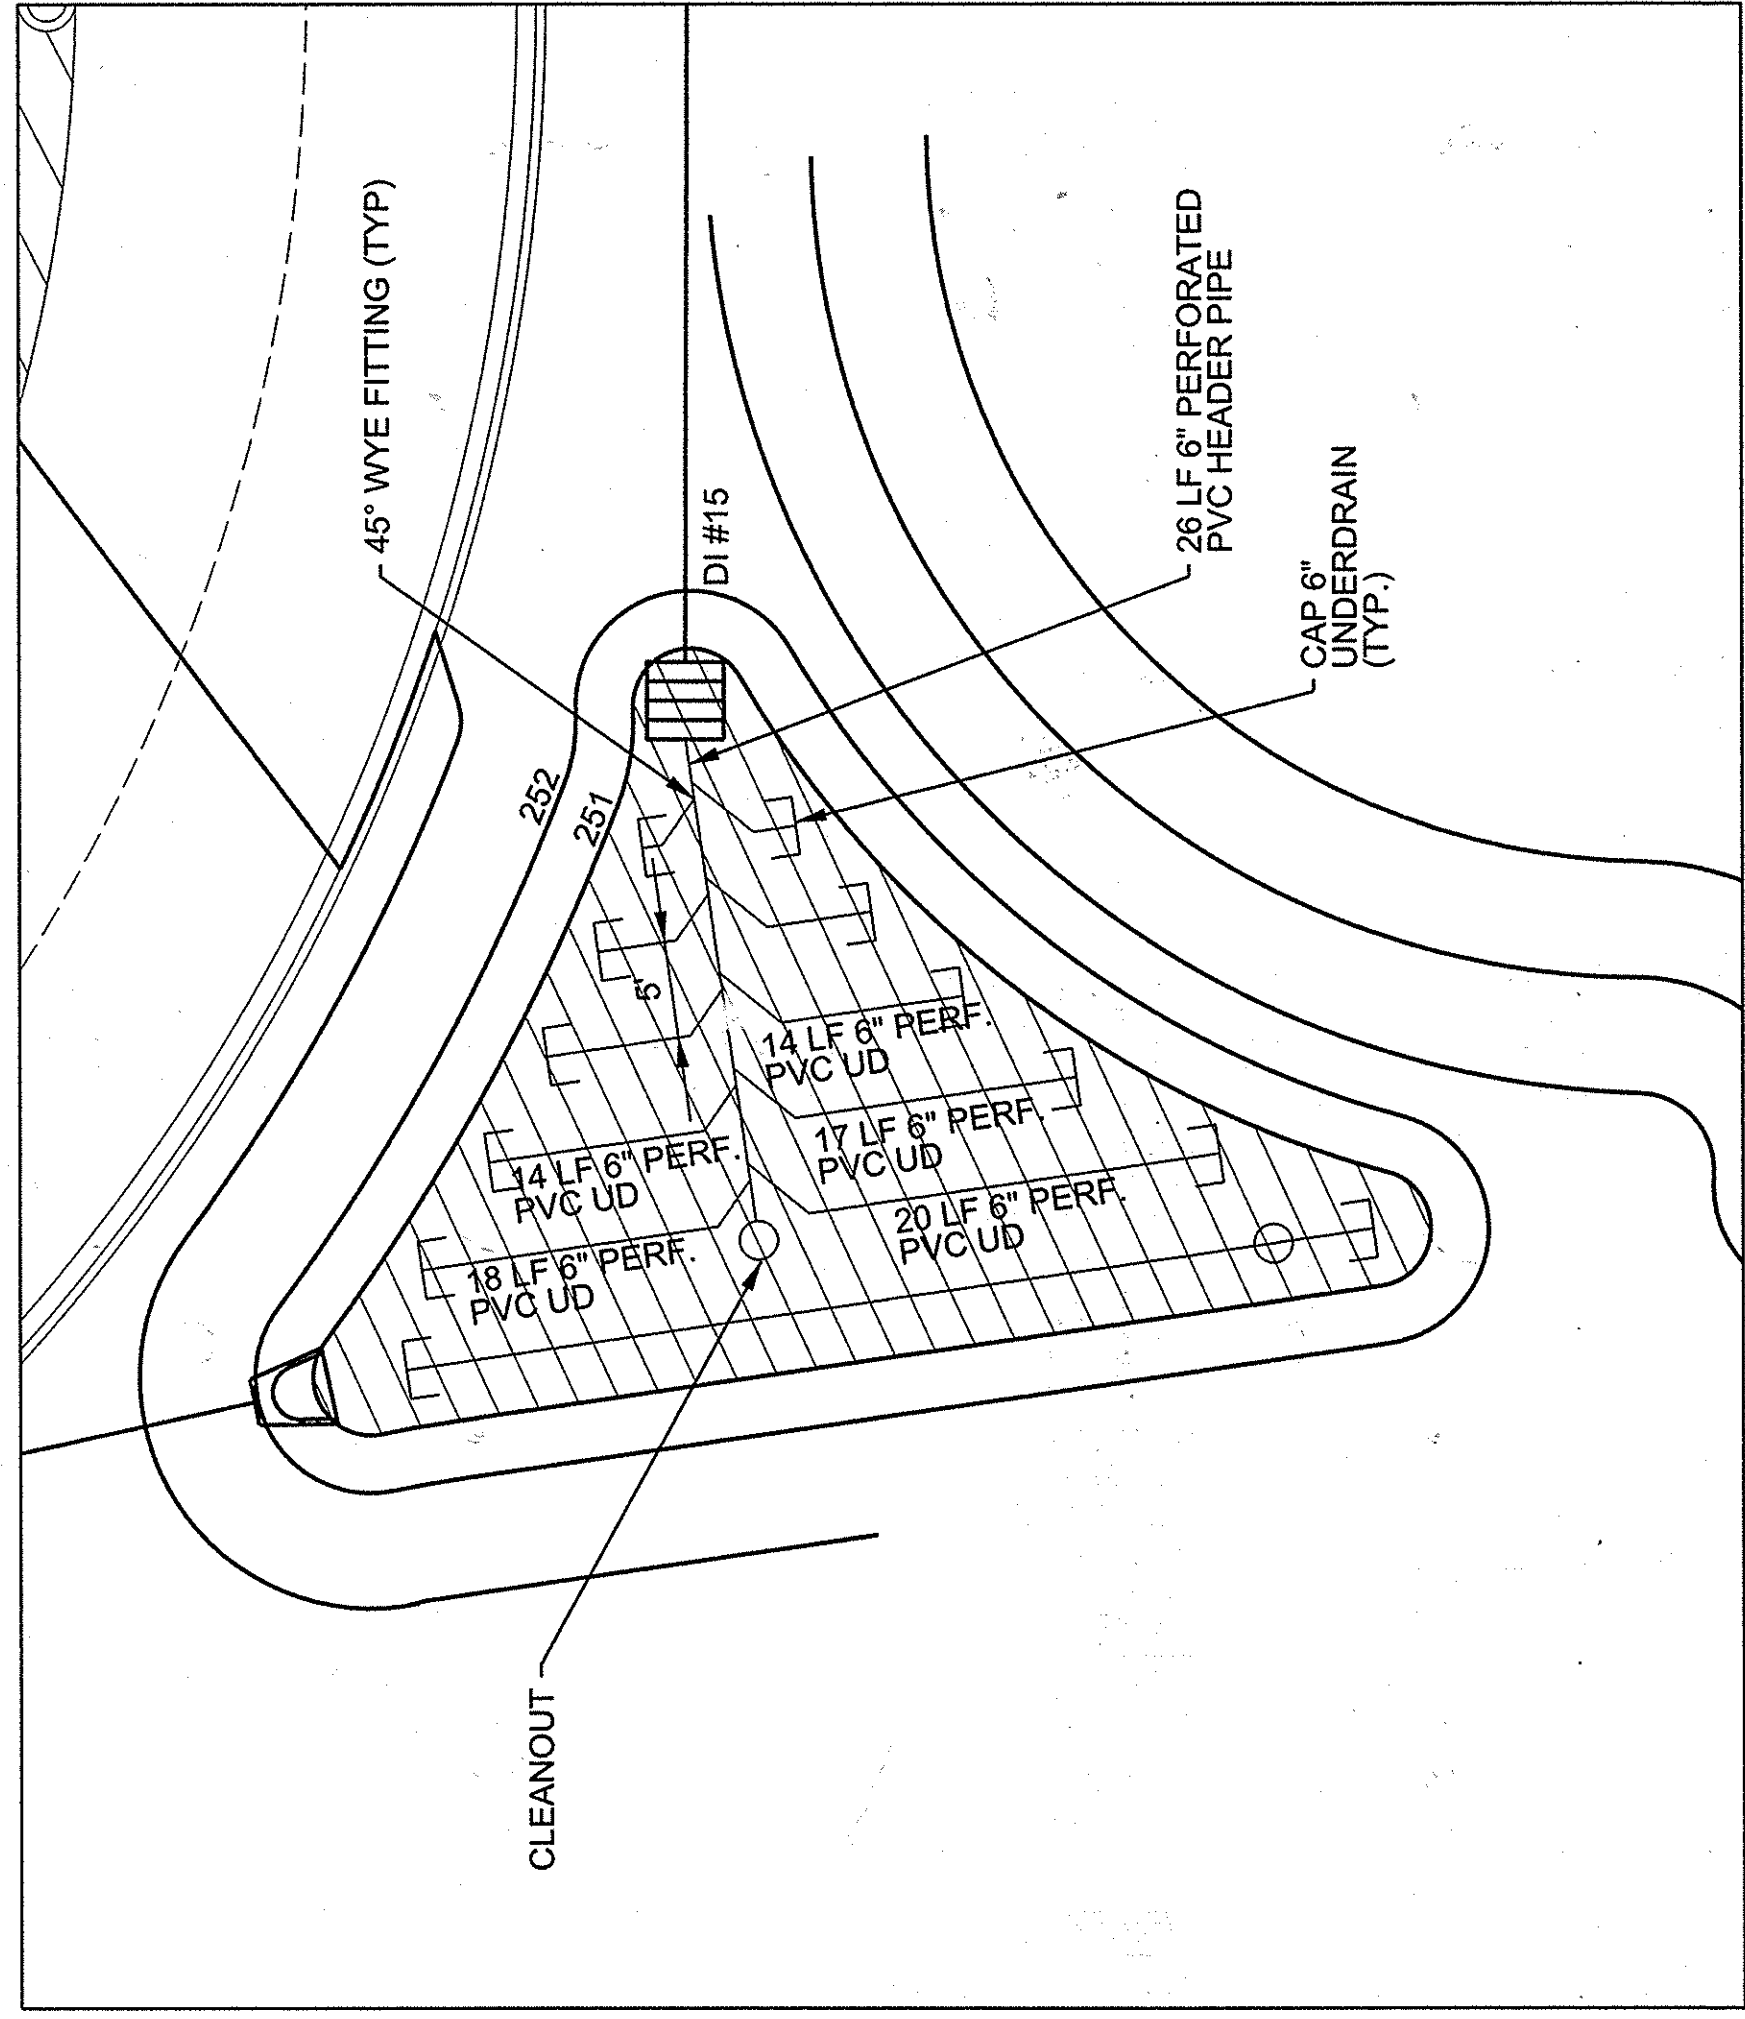 45° WYE FITTING (TYP)
DI #15
26 LF 6" PERFORATED
PVC HEADER PIPE
CAP 6"
UNDERDRAIN
(TYP.)
252
251
5'
14 LF 6" PERF.
PVC UD
17 LF 6" PERF.
PVC UD
20 LF 6" PERF.
PVC UD
14 LF 6" PERF.
PVC UD
18 LF 6" PERF.
PVC UD
CLEANOUT